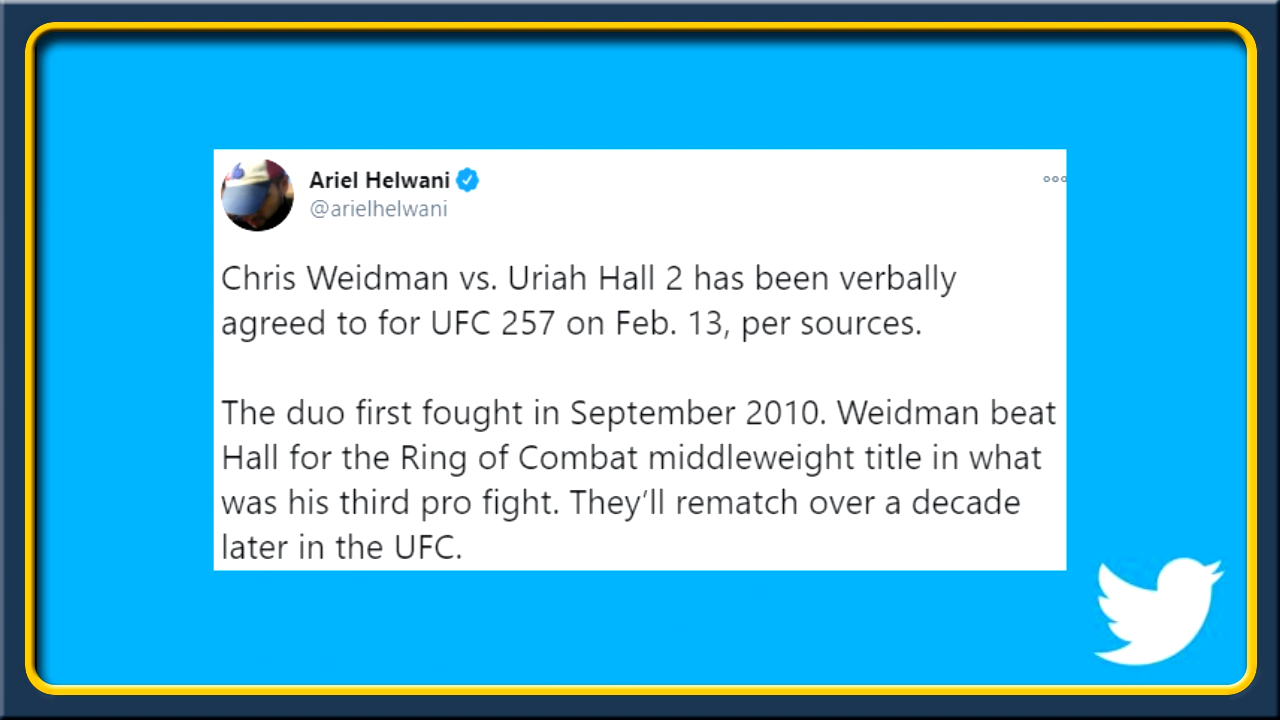 Ariel Helwani
@arielhelwani
Chris Weidman vs. Uriah Hall 2 has been verbally
agreed to for UFC 257 on Feb. 13, per sources.
The duo first fought in September 2010. Weidman beat
Hall for the Ring of Combat middleweight title in what
was his third pro fight. They’ll rematch over a decade
later in the UFC.